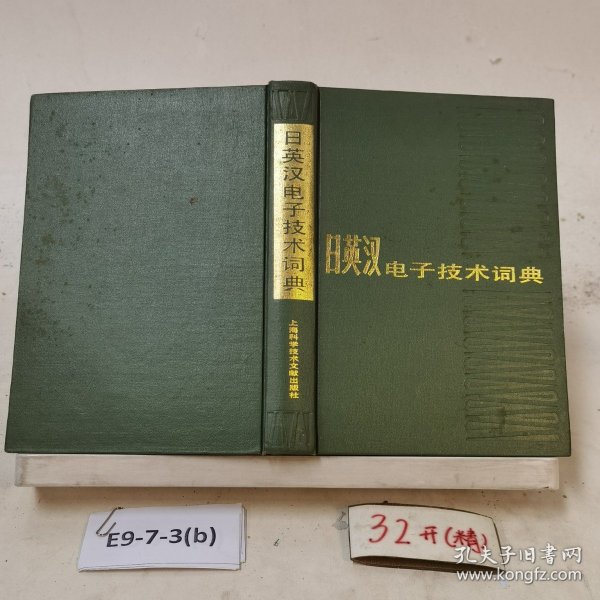 日英汉电子技术词典
上海科学技术文献出版社
日英汉电子技术词典
E9-7-3(b)
32开(精)
孔夫子旧书网
www.kongfz.com